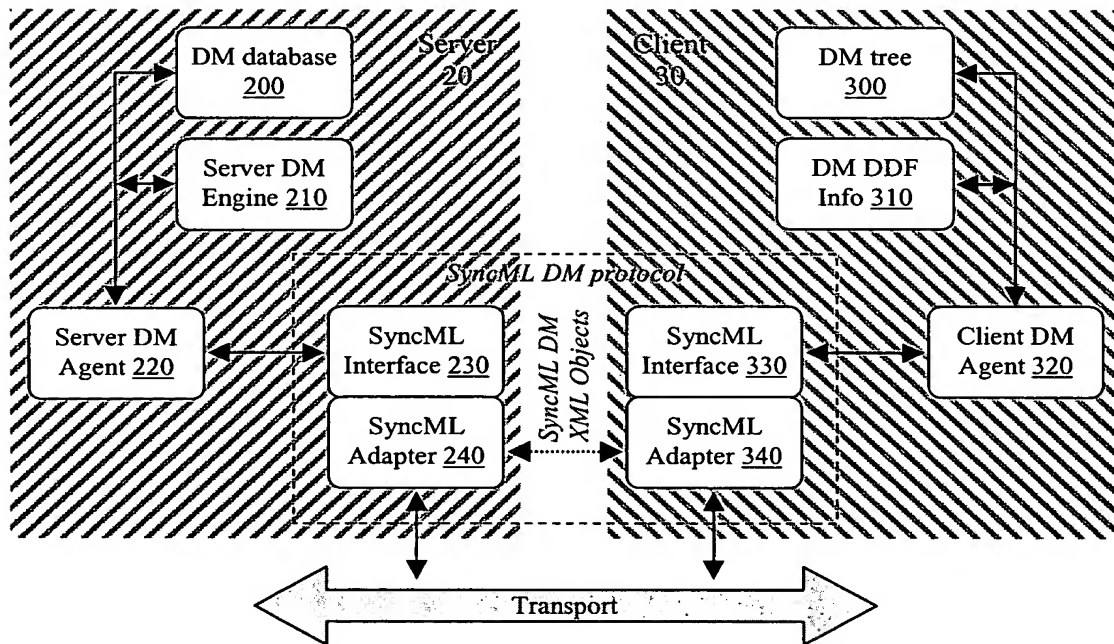 Server
20
Client
30
DM database
200
Server DM
Engine 210
Server DM
Agent 220
DM tree
300
DM DDF
Info 310
Client DM
Agent 320
SyncML DM protocol
SyncML
Interface 230
SyncML
Adapter 240
SyncML DM
XML Objects
SyncML
Interface 330
SyncML
Adapter 340
Transport